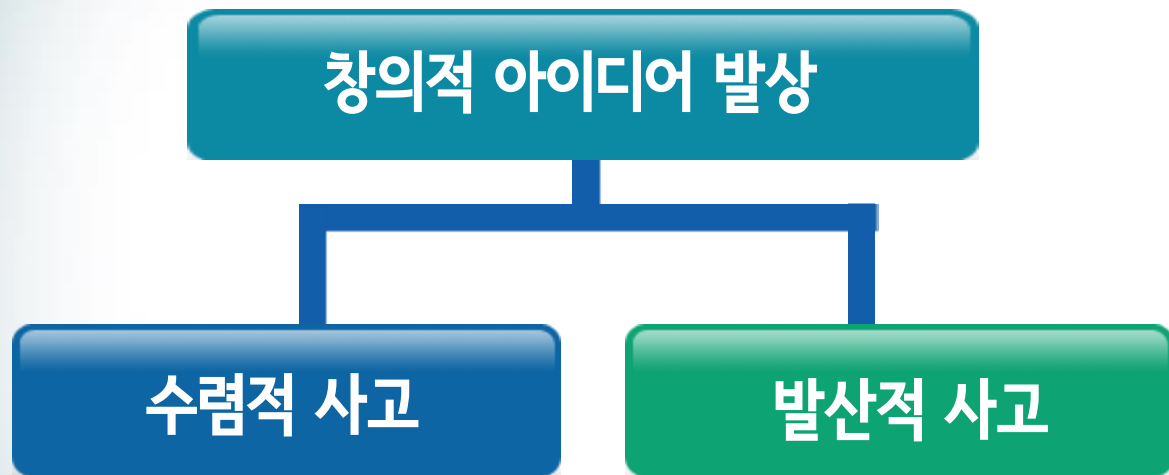 창의적 아이디어 발상
수렴적 사고
발산적 사고